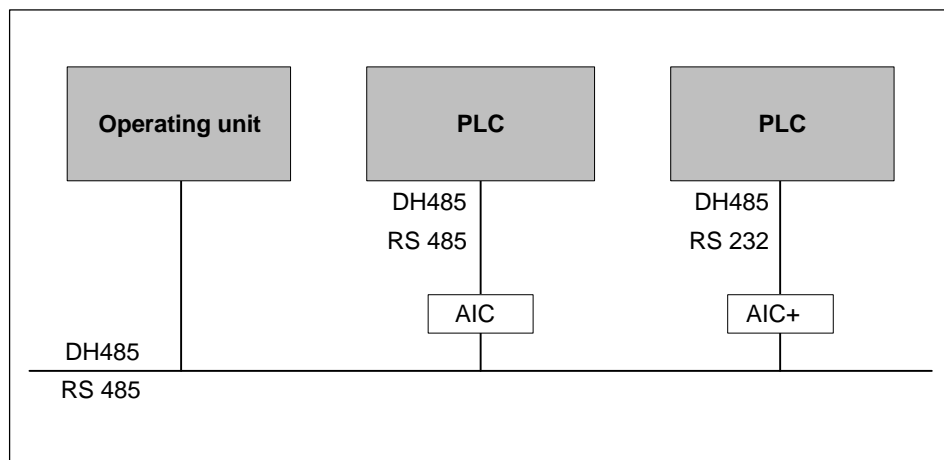 Operating unit
PLC
PLC
DH485
RS 485
DH485
RS 232
AIC
AIC+
DH485
RS 485